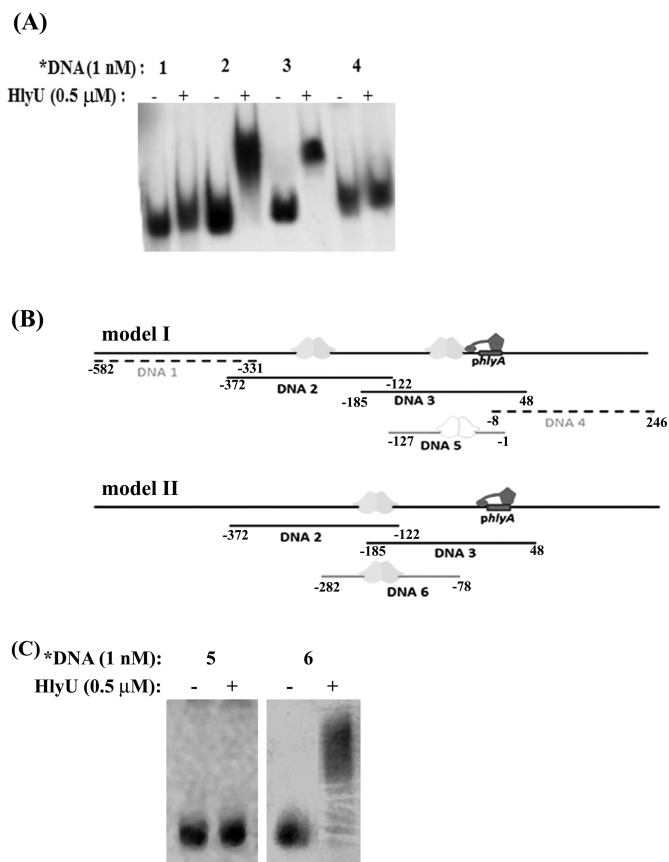 (A)
*DNA (1 nM) : 1 2 3 4
HlyU (0.5 μM) : - + - + - + - +
(B)
model I
-582 DNA 1 -331
-372 DNA 2 -122
-185 DNA 3 48
-8 DNA 4 246
-127 DNA 5 -1
phlyA
model II
phlyA
-372 DNA 2 -122
-185 DNA 3 48
-282 DNA 6 -78
(C)
*DNA (1 nM): 5 6
HlyU (0.5 μM): - + - +